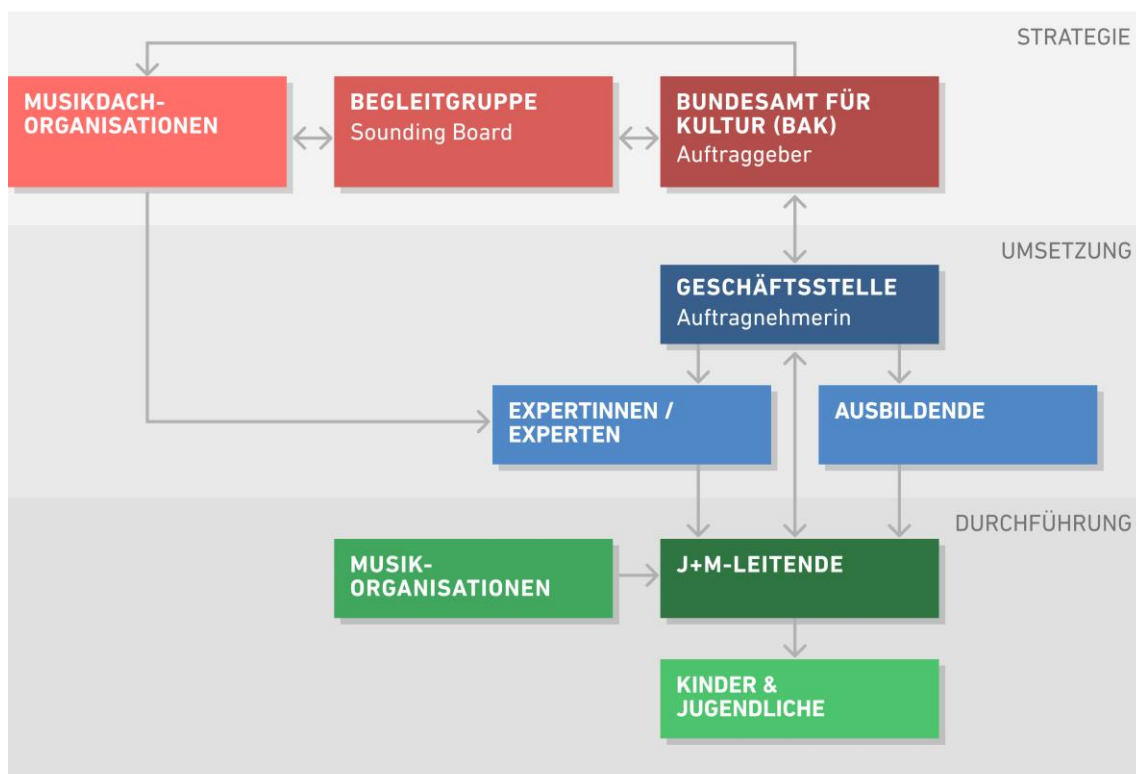 STRATEGIE
MUSIKDACH-
ORGANISATIONEN
BEGLEITGRUPPE
Sounding Board
BUNDESAMT FÜR
KULTUR (BAK)
Auftraggeber
UMSETZUNG
GESCHÄFTSSTELLE
Auftragnehmerin
EXPERTINNEN /
EXPERTEN
AUSBILDENDE
DURCHFÜHRUNG
MUSIK-
ORGANISATIONEN
J+M-LEITENDE
KINDER &
JUGENDLICHE